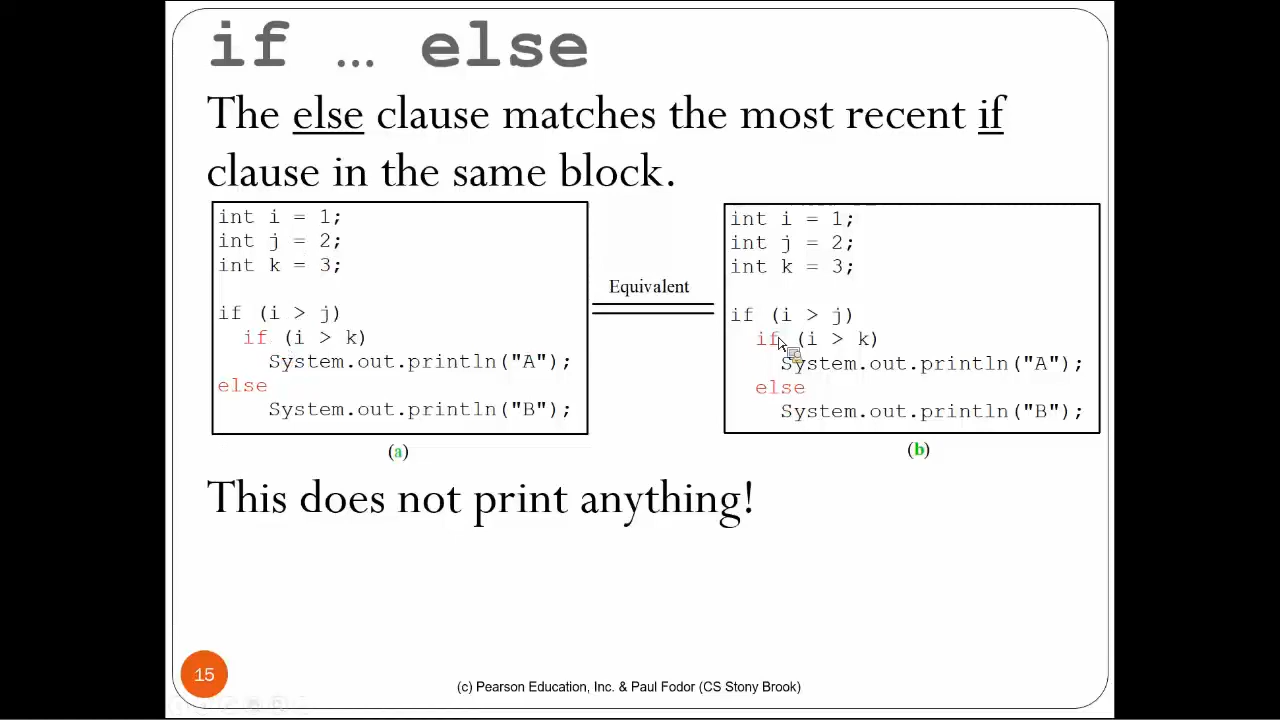 if … else
The else clause matches the most recent if
clause in the same block.
int i = 1;
int j = 2;
int k = 3;
if (i > j)
if (i > k)
System.out.println("A");
else
System.out.println("B");
(a)
Equivalent
int i = 1;
int j = 2;
int k = 3;
if (i > j)
if (i > k)
System.out.println("A");
else
System.out.println("B");
(b)
This does not print anything!
15
(c) Pearson Education, Inc. & Paul Fodor (CS Stony Brook)